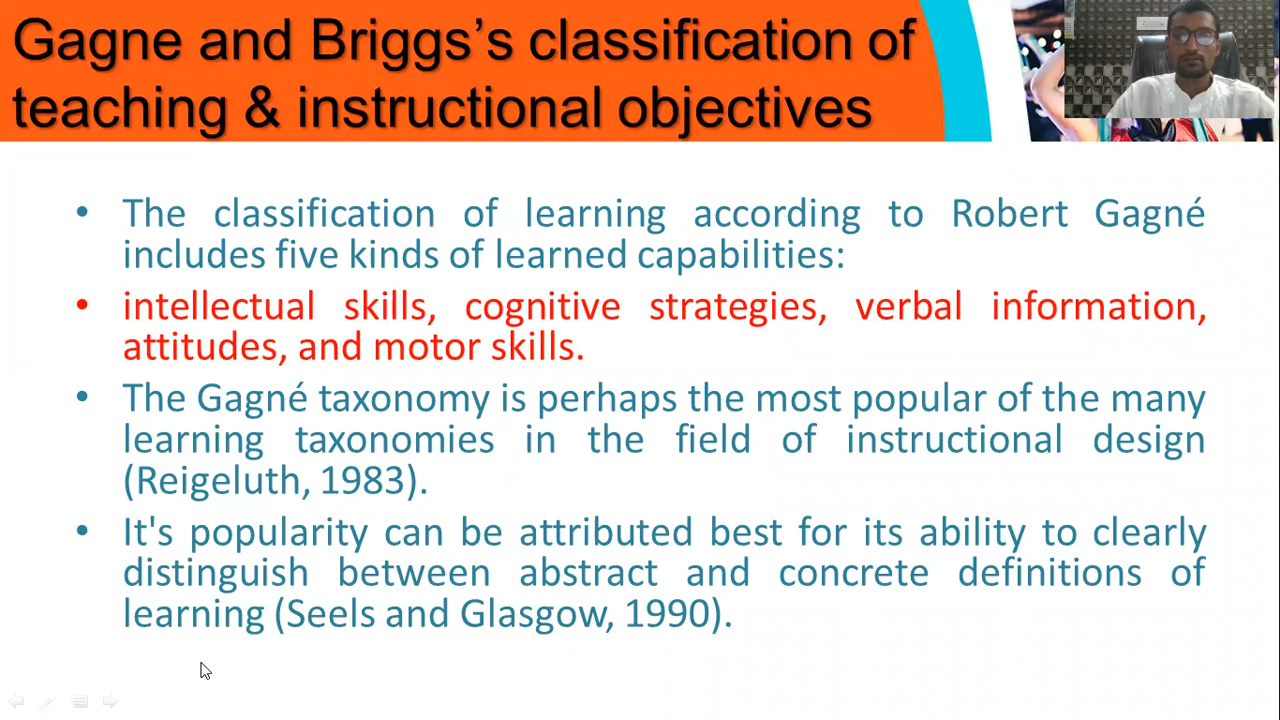 Gagne and Briggs’s classification of
teaching & instructional objectives
• The classification of learning according to Robert Gagné
includes five kinds of learned capabilities:
• intellectual skills, cognitive strategies, verbal information,
attitudes, and motor skills.
• The Gagné taxonomy is perhaps the most popular of the many
learning taxonomies in the field of instructional design
(Reigeluth, 1983).
• It's popularity can be attributed best for its ability to clearly
distinguish between abstract and concrete definitions of
learning (Seels and Glasgow, 1990).